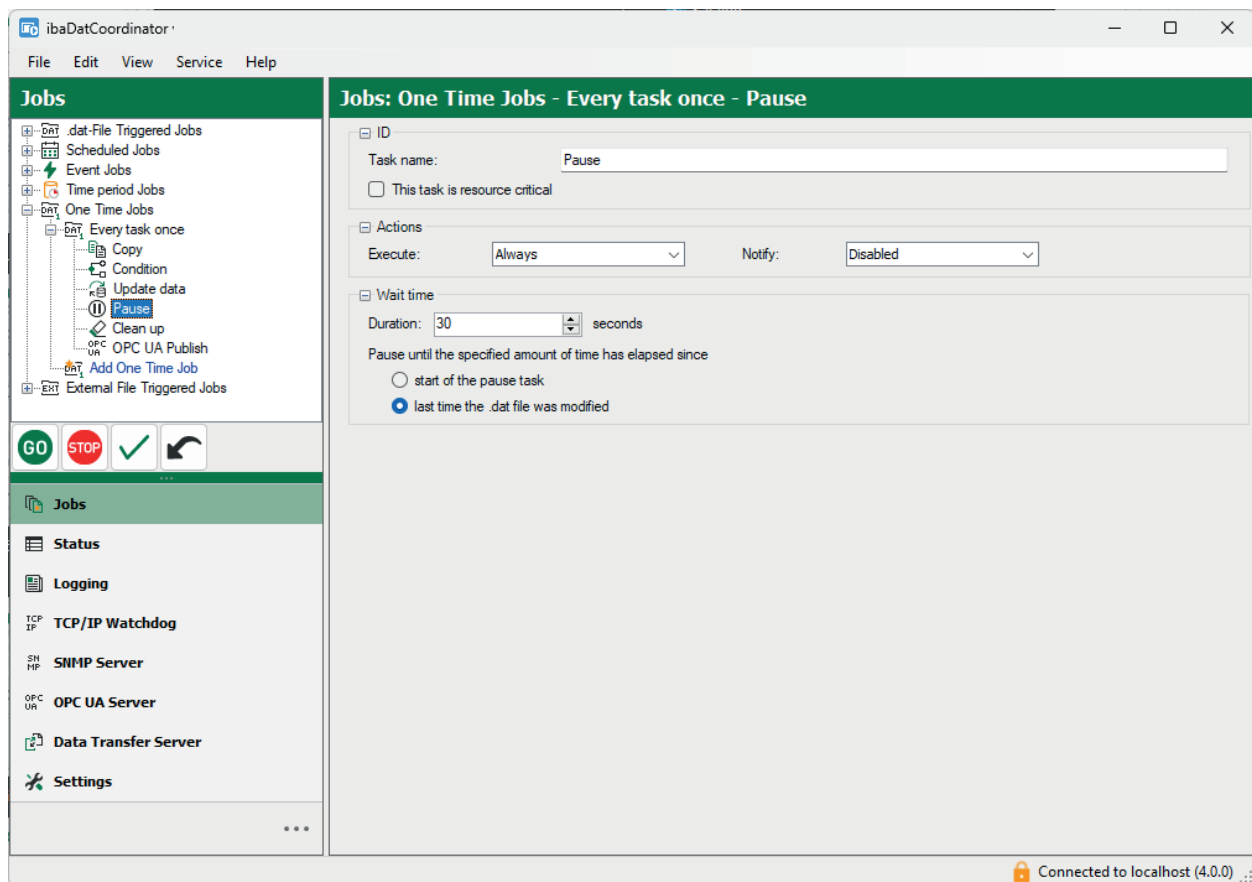 ibaDatCoordinator
File Edit View Service Help
Jobs
.dat-File Triggered Jobs
Scheduled Jobs
Event Jobs
Time period Jobs
One Time Jobs
Every task once
Copy
Condition
Update data
Pause
Clean up
OPC UA Publish
Add One Time Job
External File Triggered Jobs
GO STOP
Jobs
Status
Logging
TCP/IP Watchdog
SNMP Server
OPC UA Server
Data Transfer Server
Settings
Jobs: One Time Jobs - Every task once - Pause
ID
Task name: Pause
This task is resource critical
Actions
Execute: Always Notify: Disabled
Wait time
Duration: 30 seconds
Pause until the specified amount of time has elapsed since
start of the pause task
last time the .dat file was modified
Connected to localhost (4.0.0)